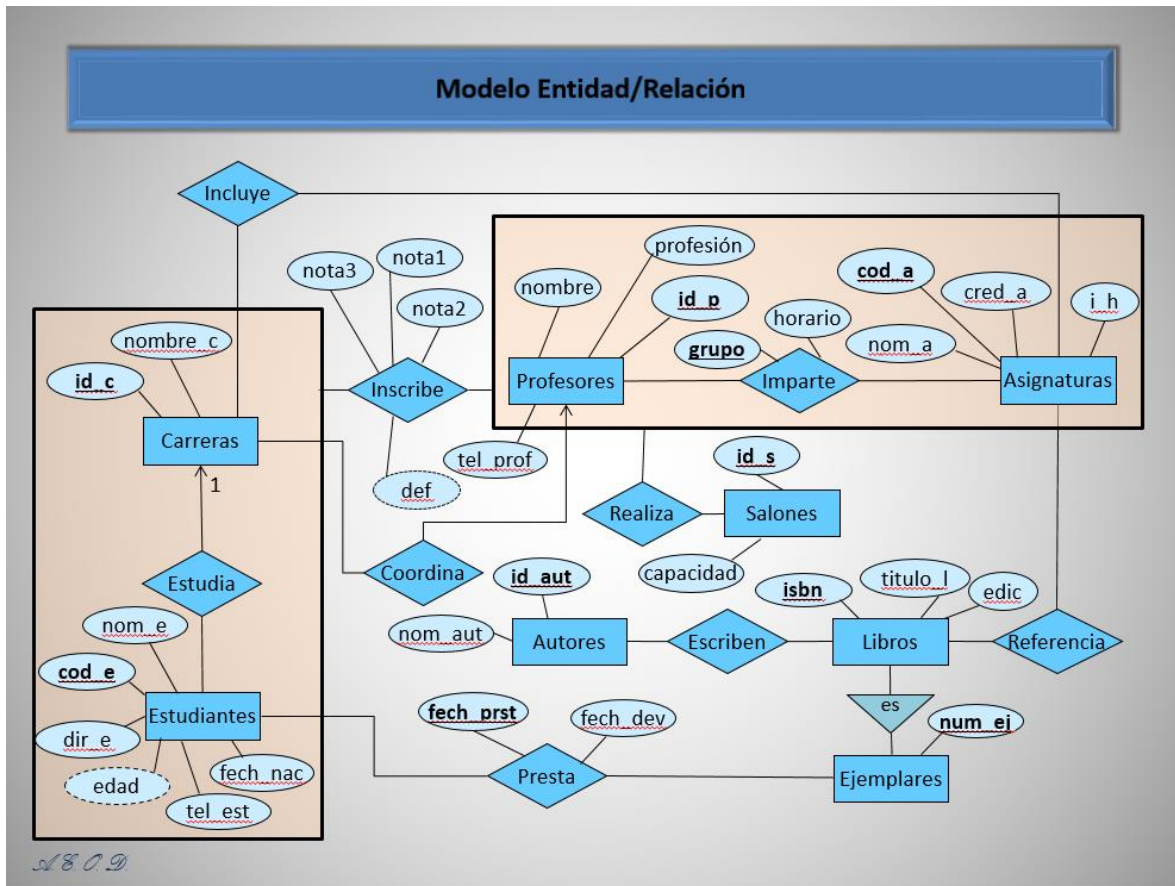 Modelo Entidad/Relación
Incluye
nota3
nota1
nota2
Inscribe
def
profesión
nombre
id_p
grupo
horario
Profesores
Imparte
tel_prof
cod_a
cred_a
i_h
nom_a
Asignaturas
nombre_c
id_c
Carreras
1
Estudia
nom_e
cod_e
Estudiantes
dir_e
edad
fech_nac
tel_est
Coordina
Realiza
id_s
Salones
capacidad
id_aut
nom_aut
Autores
Escriben
isbn
titulo_l
edic
Libros
Referencia
es
num_ej
Ejemplares
fech_prst
fech_dev
Presta
A. E. O. D.